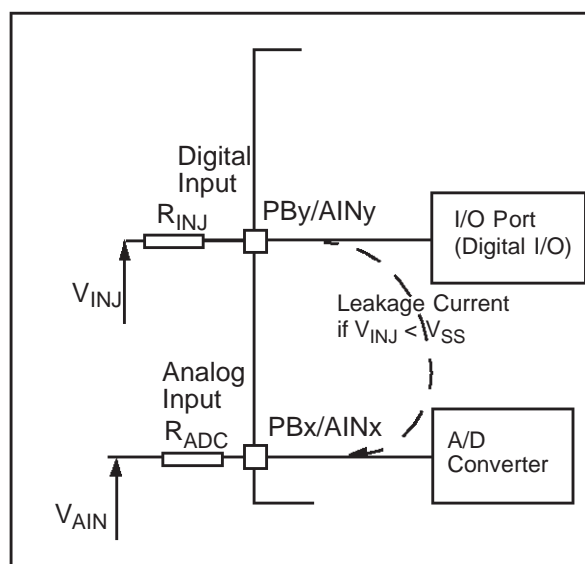 Digital
Input
R_INJ
PBy/AINy
I/O Port
(Digital I/O)
V_INJ
Leakage Current
if V_INJ < V_SS
Analog
Input
R_ADC
PBx/AINx
A/D
Converter
V_AIN